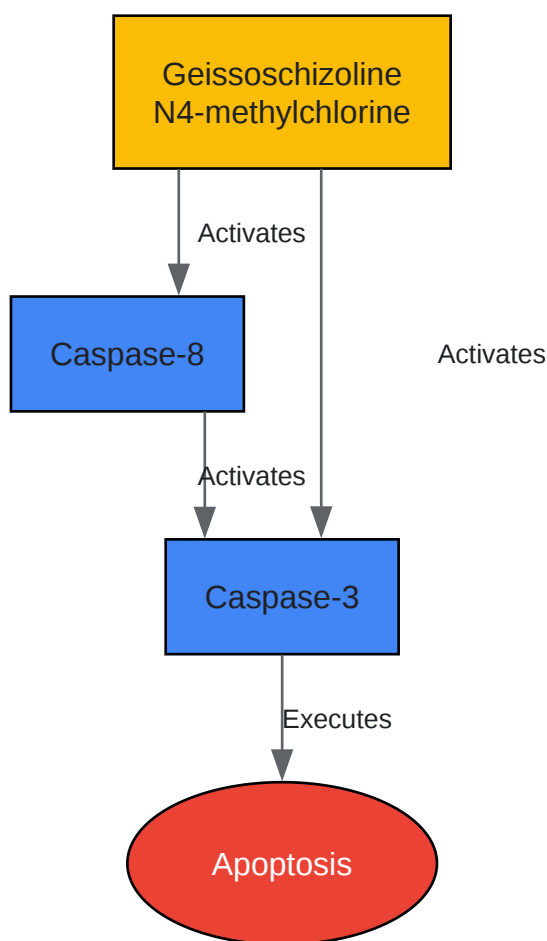 Geissoschizoline
N4-methylchlorine
Activates
Caspase-8
Activates
Activates
Caspase-3
Executes
Apoptosis